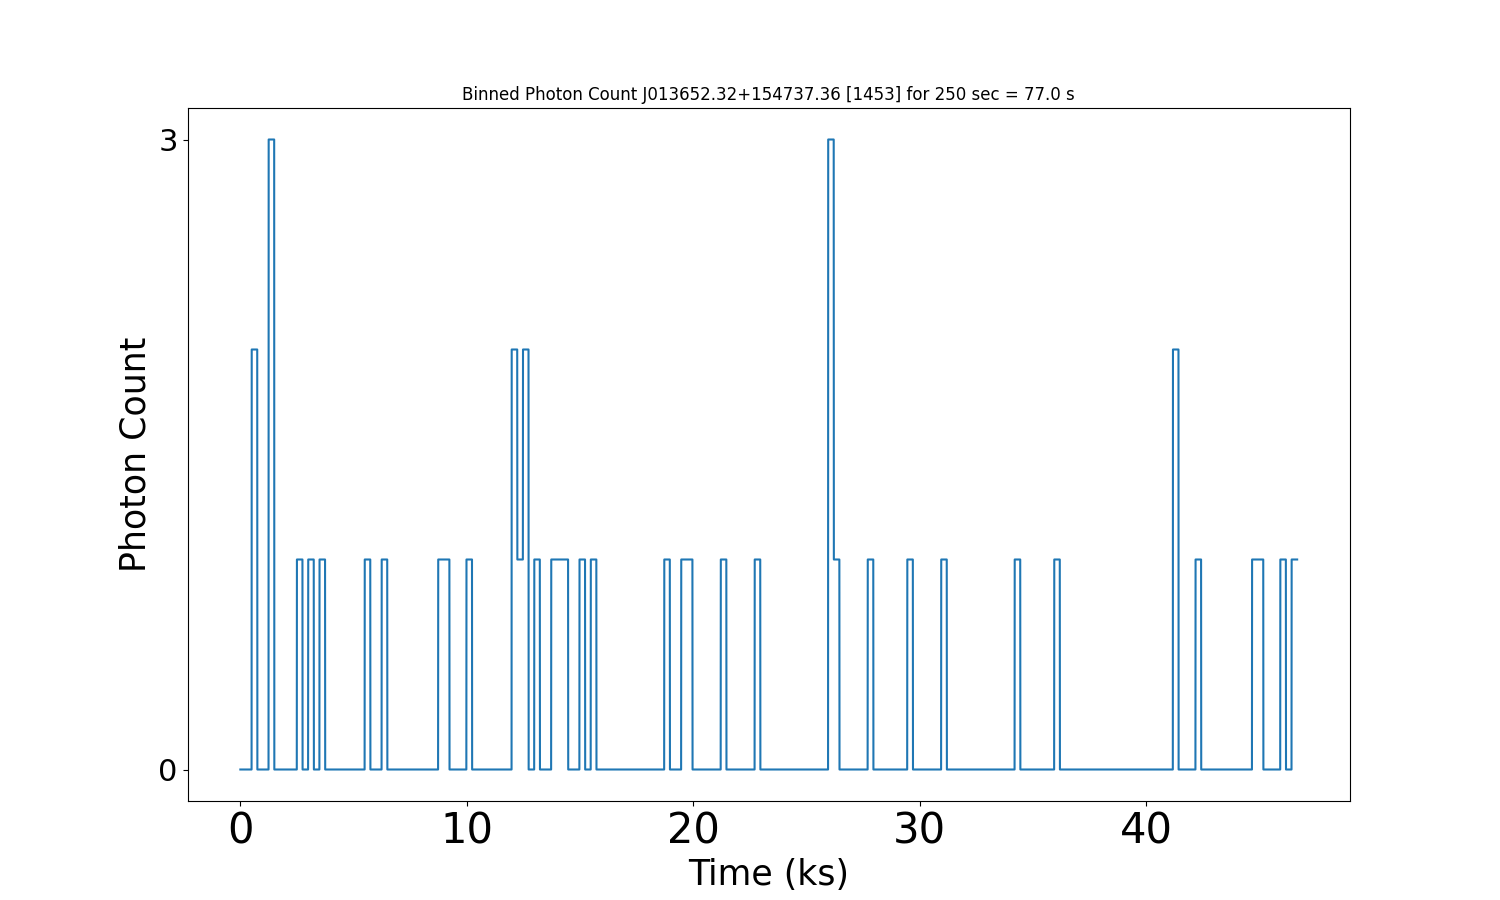 Binned Photon Count J013652.32+154737.36 [1453] for 250 sec = 77.0 s
3
Photon Count
0
0 10 20 30 40
Time (ks)